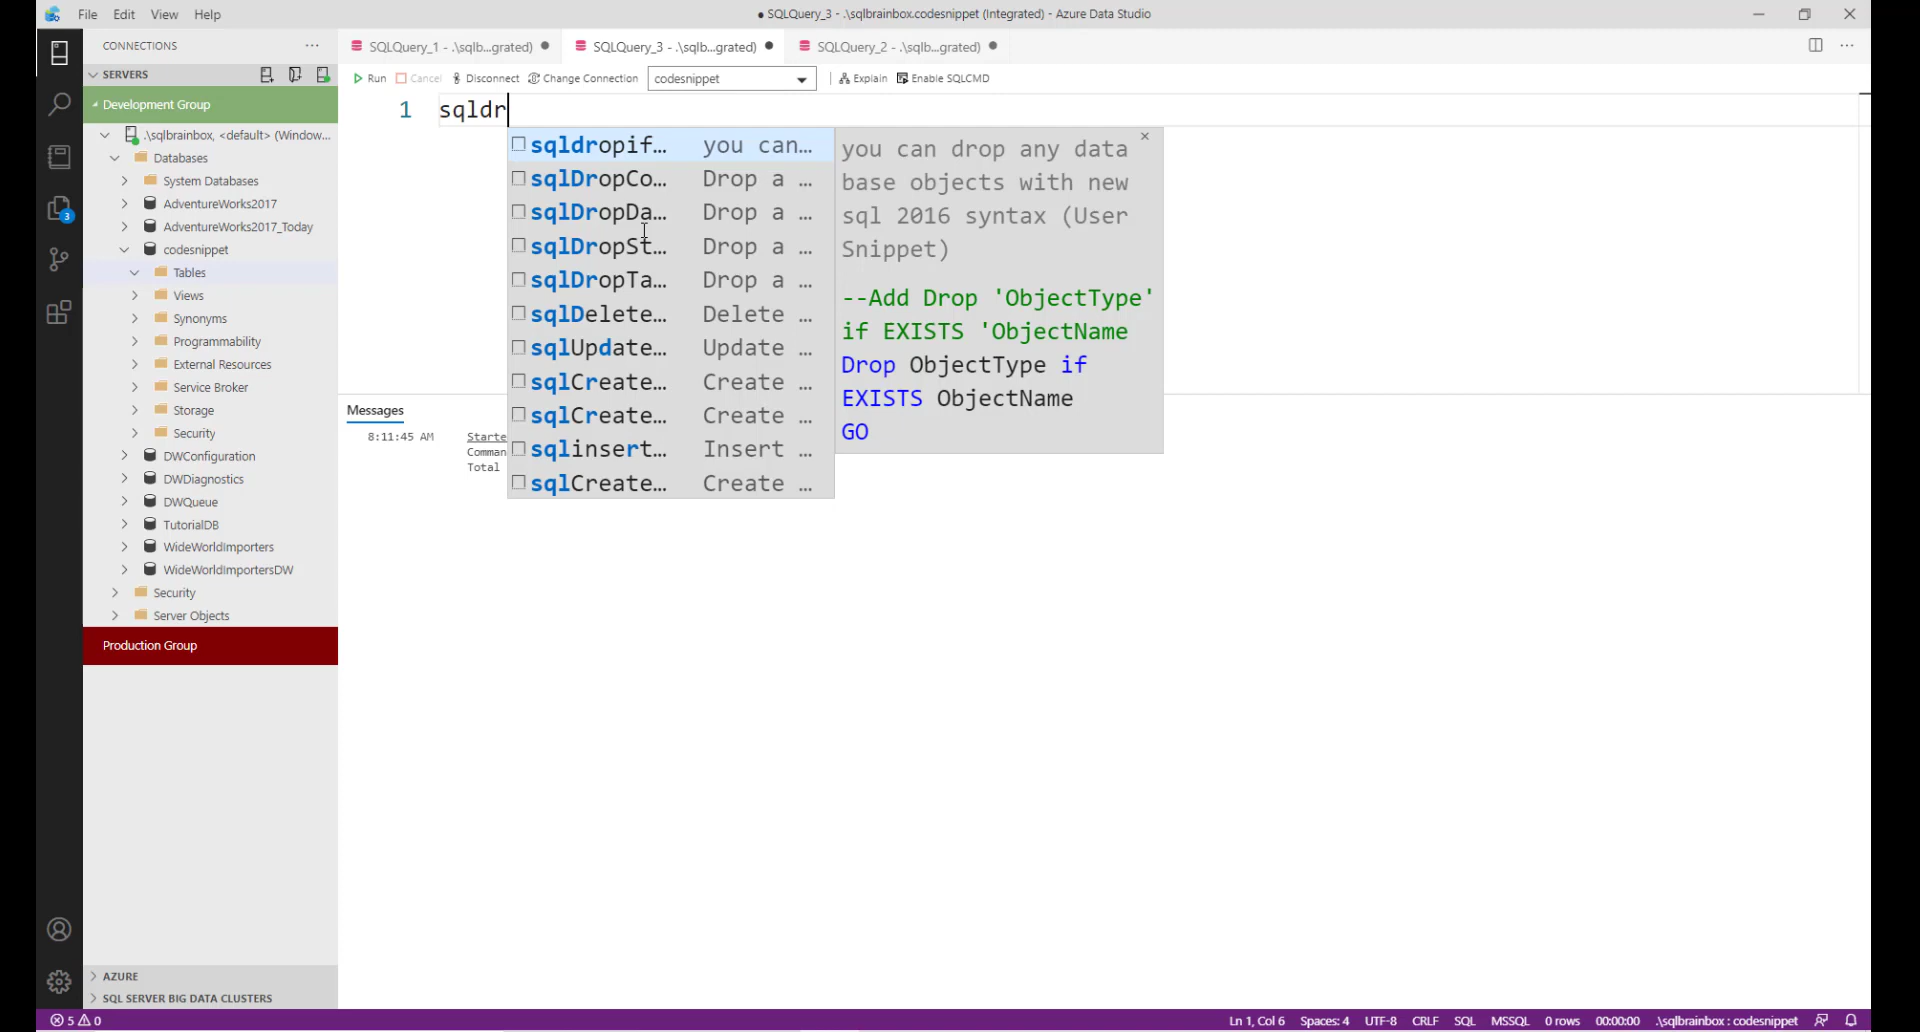 File Edit View Help
● SQLQuery_3 - .\sqlbrainbox.codesnippet (Integrated) - Azure Data Studio
CONNECTIONS ...
SERVERS
Development Group
.\sqlbrainbox, <default> (Window...
Databases
System Databases
AdventureWorks2017
AdventureWorks2017_Today
codesnippet
Tables
Views
Synonyms
Programmability
External Resources
Service Broker
Storage
Security
DWConfiguration
DWDiagnostics
DWQueue
TutorialDB
WideWorldImporters
WideWorldImportersDW
Security
Server Objects
Production Group
AZURE
SQL SERVER BIG DATA CLUSTERS
3
SQLQuery_1 - .\sqlb...grated) ●
SQLQuery_3 - .\sqlb...grated) ●
SQLQuery_2 - .\sqlb...grated) ●
Run Cancel Disconnect Change Connection codesnippet Explain Enable SQLCMD
1 sqldr
sqldropif... you can...
sqlDropCo... Drop a ...
sqlDropDa... Drop a ...
sqlDropSt... Drop a ...
sqlDropTa... Drop a ...
sqlDelete... Delete ...
sqlUpdate... Update ...
sqlCreate... Create ...
sqlCreate... Create ...
sqlinsert... Insert ...
sqlCreate... Create ...
you can drop any data
base objects with new
sql 2016 syntax (User
Snippet)
--Add Drop 'ObjectType'
if EXISTS 'ObjectName
Drop ObjectType if
EXISTS ObjectName
GO
Messages
8:11:45 AM Starte
Comman
Total
5 0
Ln 1, Col 6 Spaces: 4 UTF-8 CRLF SQL MSSQL 0 rows 00:00:00 .\sqlbrainbox : codesnippet